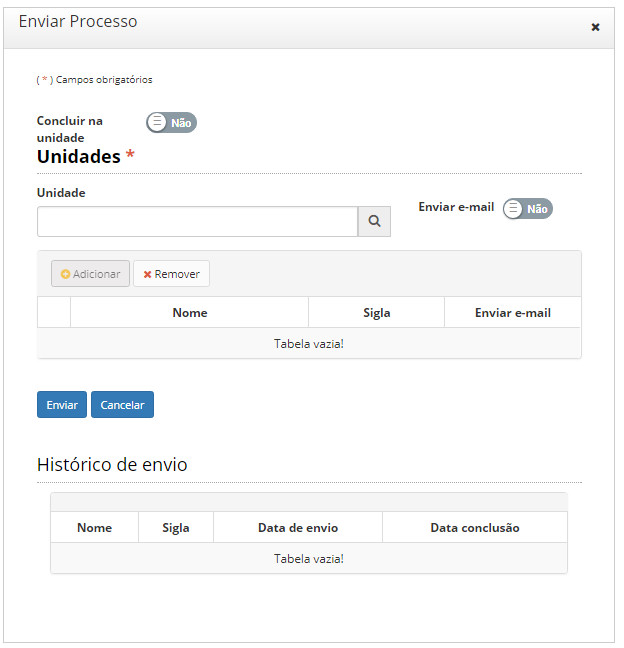 Enviar Processo
( * ) Campos obrigatórios
Concluir na
unidade
Não
Unidades *
Unidade
Enviar e-mail
Não
Adicionar
Remover
Nome
Sigla
Enviar e-mail
Tabela vazia!
Enviar
Cancelar
Histórico de envio
Nome
Sigla
Data de envio
Data conclusão
Tabela vazia!